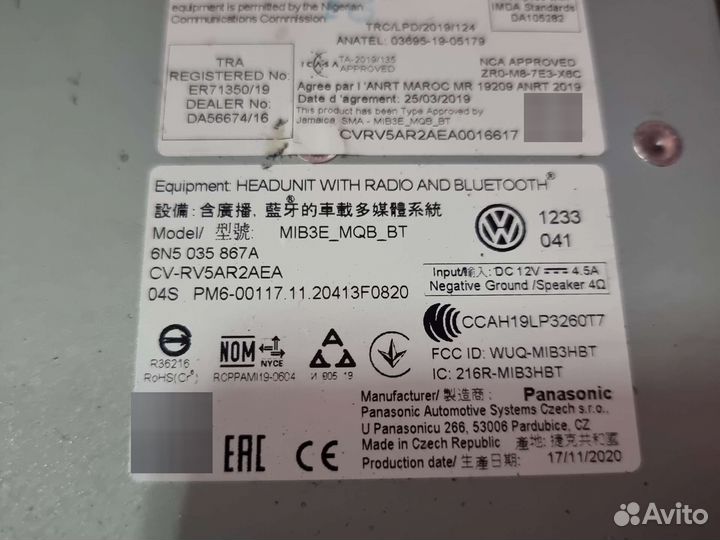 equipment is permitted by the Nigerian
Communications Commission
TRC/LPD/2019/124
ANATEL: 03695-19-05179
IMDA Standards
DA105282
TRA
REGISTERED No:
ER71350/19
DEALER No:
DA56674/16
ICASA
TA-2019/135
APPROVED
NCA APPROVED
ZRO-M8-7E3-X6C
Agrée par l'ANRT MAROC MR 19209 ANRT 2019
Date d'agrément: 25/03/2019
This product has been Type Approved by
Jamaica: SMA - MIB3E_MQB_BT
CVRV5AR2AEA0016617
Equipment: HEADUNIT WITH RADIO AND BLUETOOTH®
設備: 含廣播, 藍牙的車載多媒體系統
Model/ 型號: MIB3E_MQB_BT
6N5 035 867A
CV-RV5AR2AEA
04S PM6-00117.11.20413F0820
1233
041
Input/輸入: DC 12V 4.5A
Negative Ground /Speaker 4Ω
CCAH19LP3260T7
FCC ID: WUQ-MIB3HBT
IC: 216R-MIB3HBT
R36216
RoHS(Cr6)
NOM
NYCE
RCPPAMI19-0604
И 005 19
Manufacturer/ 製造商: Panasonic
Panasonic Automotive Systems Czech s.r.o.,
U Panasonicu 266, 53006 Pardubice, CZ
Made in Czech Republic 產地: 捷克共和國
Production date/ 生產日期: 17/11/2020
EAC CE
Avito